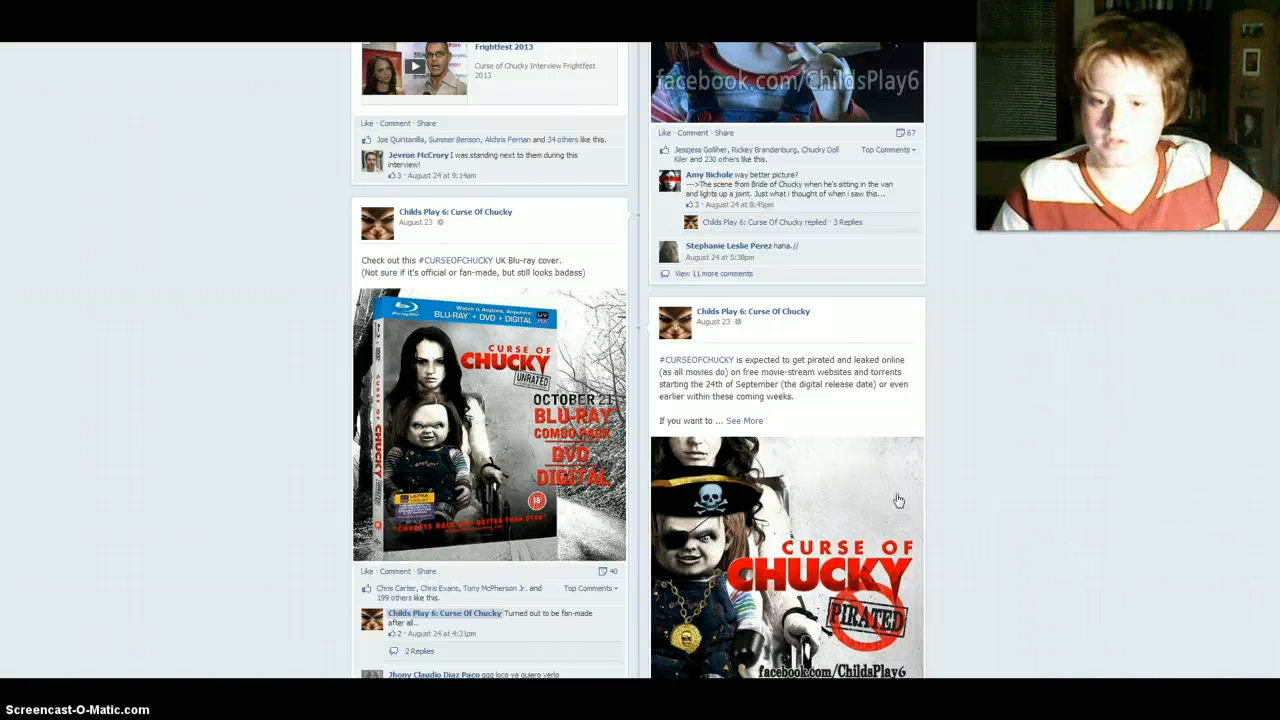 Frightfest 2013
Curse of Chucky Interview Frightfest
2013
Like · Comment · Share
Joe Quintanilla, Summer Benson, Alchris Fernan and 34 others like this.
Jevron McCrory I was standing next to them during this
interview!
3 · August 24 at 9:14am
Childs Play 6: Curse Of Chucky
August 23
Check out this #CURSEOFCHUCKY UK Blu-ray cover.
(Not sure if it's official or fan-made, but still looks badass)
Blu-ray
Watch it Anytime, Anywhere.
BLU-RAY + DVD + DIGITAL
UV
CURSE OF
CHUCKY
UNRATED
OCTOBER 21
BLU-RAY
COMBO PACK
DVD
DIGITAL
CURSE OF CHUCKY
ULTRA
VIOLET
18
Like · Comment · Share
40
Chris Carter, Chris Evans, Tony McPherson Jr. and
199 others like this.
Top Comments
Childs Play 6: Curse Of Chucky Turned out to be fan-made
after all..
2 · August 24 at 4:31pm
2 Replies
Jhony Claudio Diaz Paco ggg loco ya quiero verlo
facebook.com/ChildsPlay6
Like · Comment · Share
67
Jessjess Golliher, Rickey Brandenburg, Chucky Doll
Kiler and 230 others like this.
Top Comments
Amy Nichole way better picture?
--->The scene from Bride of Chucky when he's sitting in the van
and lights up a joint. Just what i thought of when i saw this...
3 · August 24 at 8:45pm
Childs Play 6: Curse Of Chucky replied · 3 Replies
Stephanie Leslie Perez haha.//
August 24 at 5:38pm
View 11 more comments
Childs Play 6: Curse Of Chucky
August 23
#CURSEOFCHUCKY is expected to get pirated and leaked online
(as all movies do) on free movie-stream websites and torrents
starting the 24th of September (the digital release date) or even
earlier within these coming weeks.
If you want to ... See More
CURSE OF
CHUCKY
PIRATED
facebook.com/ChildsPlay6
Screencast-O-Matic.com